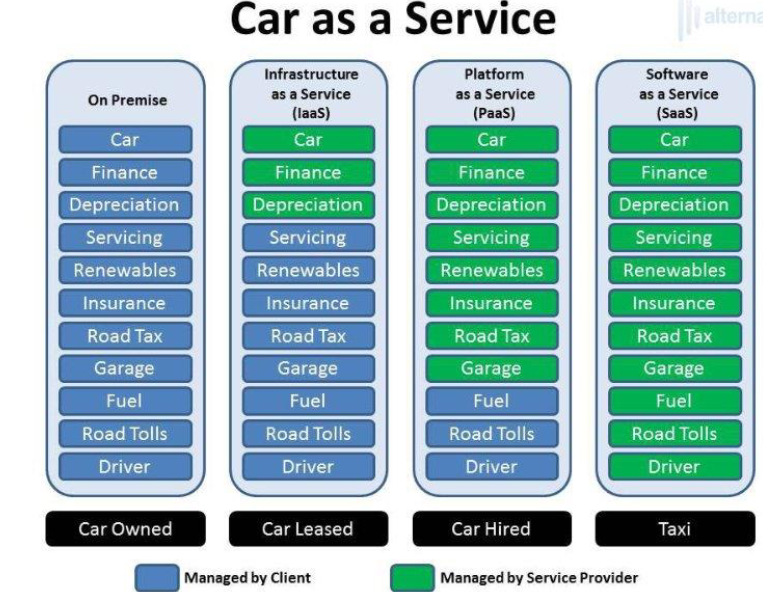 Car as a Service
alterna
On Premise
Car
Finance
Depreciation
Servicing
Renewables
Insurance
Road Tax
Garage
Fuel
Road Tolls
Driver
Car Owned
Infrastructure
as a Service
(IaaS)
Car
Finance
Depreciation
Servicing
Renewables
Insurance
Road Tax
Garage
Fuel
Road Tolls
Driver
Car Leased
Platform
as a Service
(PaaS)
Car
Finance
Depreciation
Servicing
Renewables
Insurance
Road Tax
Garage
Fuel
Road Tolls
Driver
Car Hired
Software
as a Service
(SaaS)
Car
Finance
Depreciation
Servicing
Renewables
Insurance
Road Tax
Garage
Fuel
Road Tolls
Driver
Taxi
Managed by Client
Managed by Service Provider